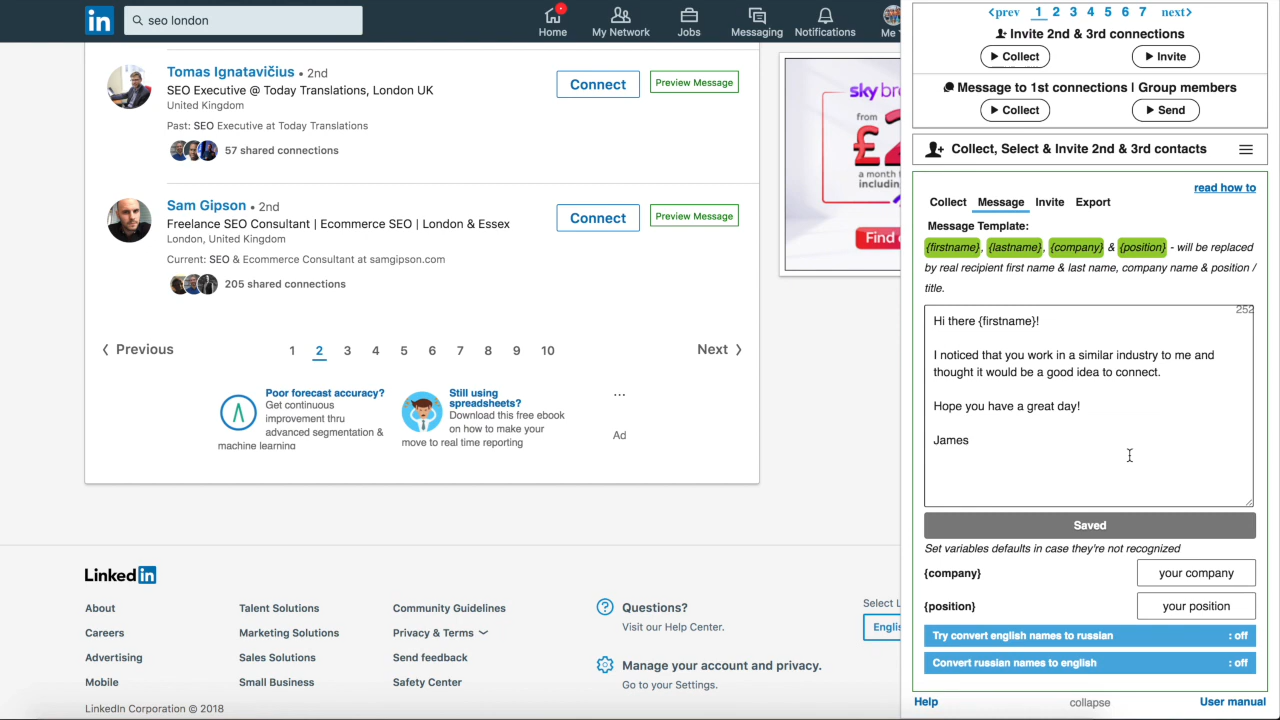 in
seo london
Home
My Network
Jobs
Messaging
Notifications
Me
Tomas Ignatavičius • 2nd
SEO Executive @ Today Translations, London UK
United Kingdom
Past: SEO Executive at Today Translations
57 shared connections
Connect
Preview Message
Sam Gipson • 2nd
Freelance SEO Consultant | Ecommerce SEO | London & Essex
London, United Kingdom
Current: SEO & Ecommerce Consultant at samgipson.com
205 shared connections
Connect
Preview Message
Previous
1 2 3 4 5 6 7 8 9 10
Next
Poor forecast accuracy?
Get continuous
improvement thru
advanced segmentation &
machine learning
Still using
spreadsheets?
Download this free ebook
on how to make your
move to real time reporting
...
Ad
sky br
from
£
a month f
includin
Find
Linkedin
About
Careers
Advertising
Mobile
Talent Solutions
Marketing Solutions
Sales Solutions
Small Business
Community Guidelines
Privacy & Terms
Send feedback
Safety Center
Questions?
Visit our Help Center.
Manage your account and privacy.
Go to your Settings.
Select L
Englis
LinkedIn Corporation © 2018
<prev 1 2 3 4 5 6 7 next>
Invite 2nd & 3rd connections
Collect
Invite
Message to 1st connections | Group members
Collect
Send
Collect, Select & Invite 2nd & 3rd contacts
read how to
Collect Message Invite Export
Message Template:
{firstname}, {lastname}, {company} & {position} - will be replaced
by real recipient first name & last name, company name & position /
title.
252
Hi there {firstname}!
I noticed that you work in a similar industry to me and
thought it would be a good idea to connect.
Hope you have a great day!
James
Saved
Set variables defaults in case they're not recognized
{company} your company
{position} your position
Try convert english names to russian : off
Convert russian names to english : off
Help
collapse
User manual